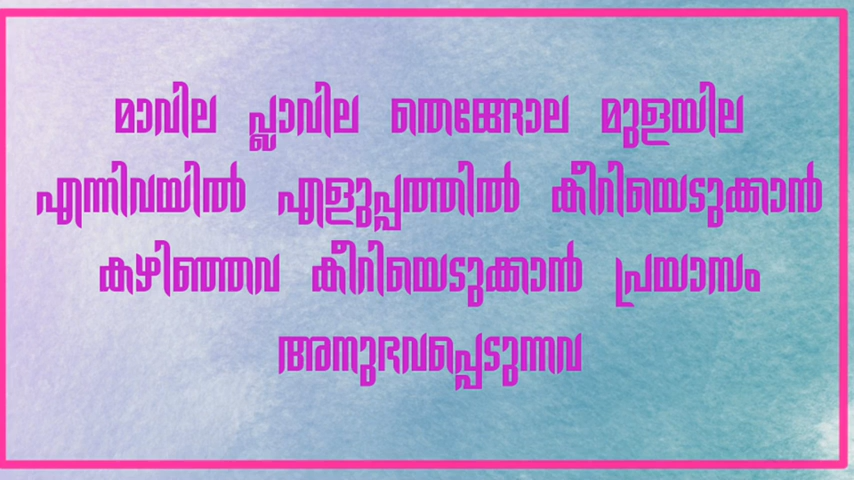 മാവില പ്ലാവില തെങ്ങോല മുളയില
എന്നിവയിൽ എളുപ്പത്തിൽ കീറിയെടുക്കാൻ
കഴിഞ്ഞവ കീറിയെടുക്കാൻ പ്രയാസം
അനുഭവപ്പെടുന്നവ